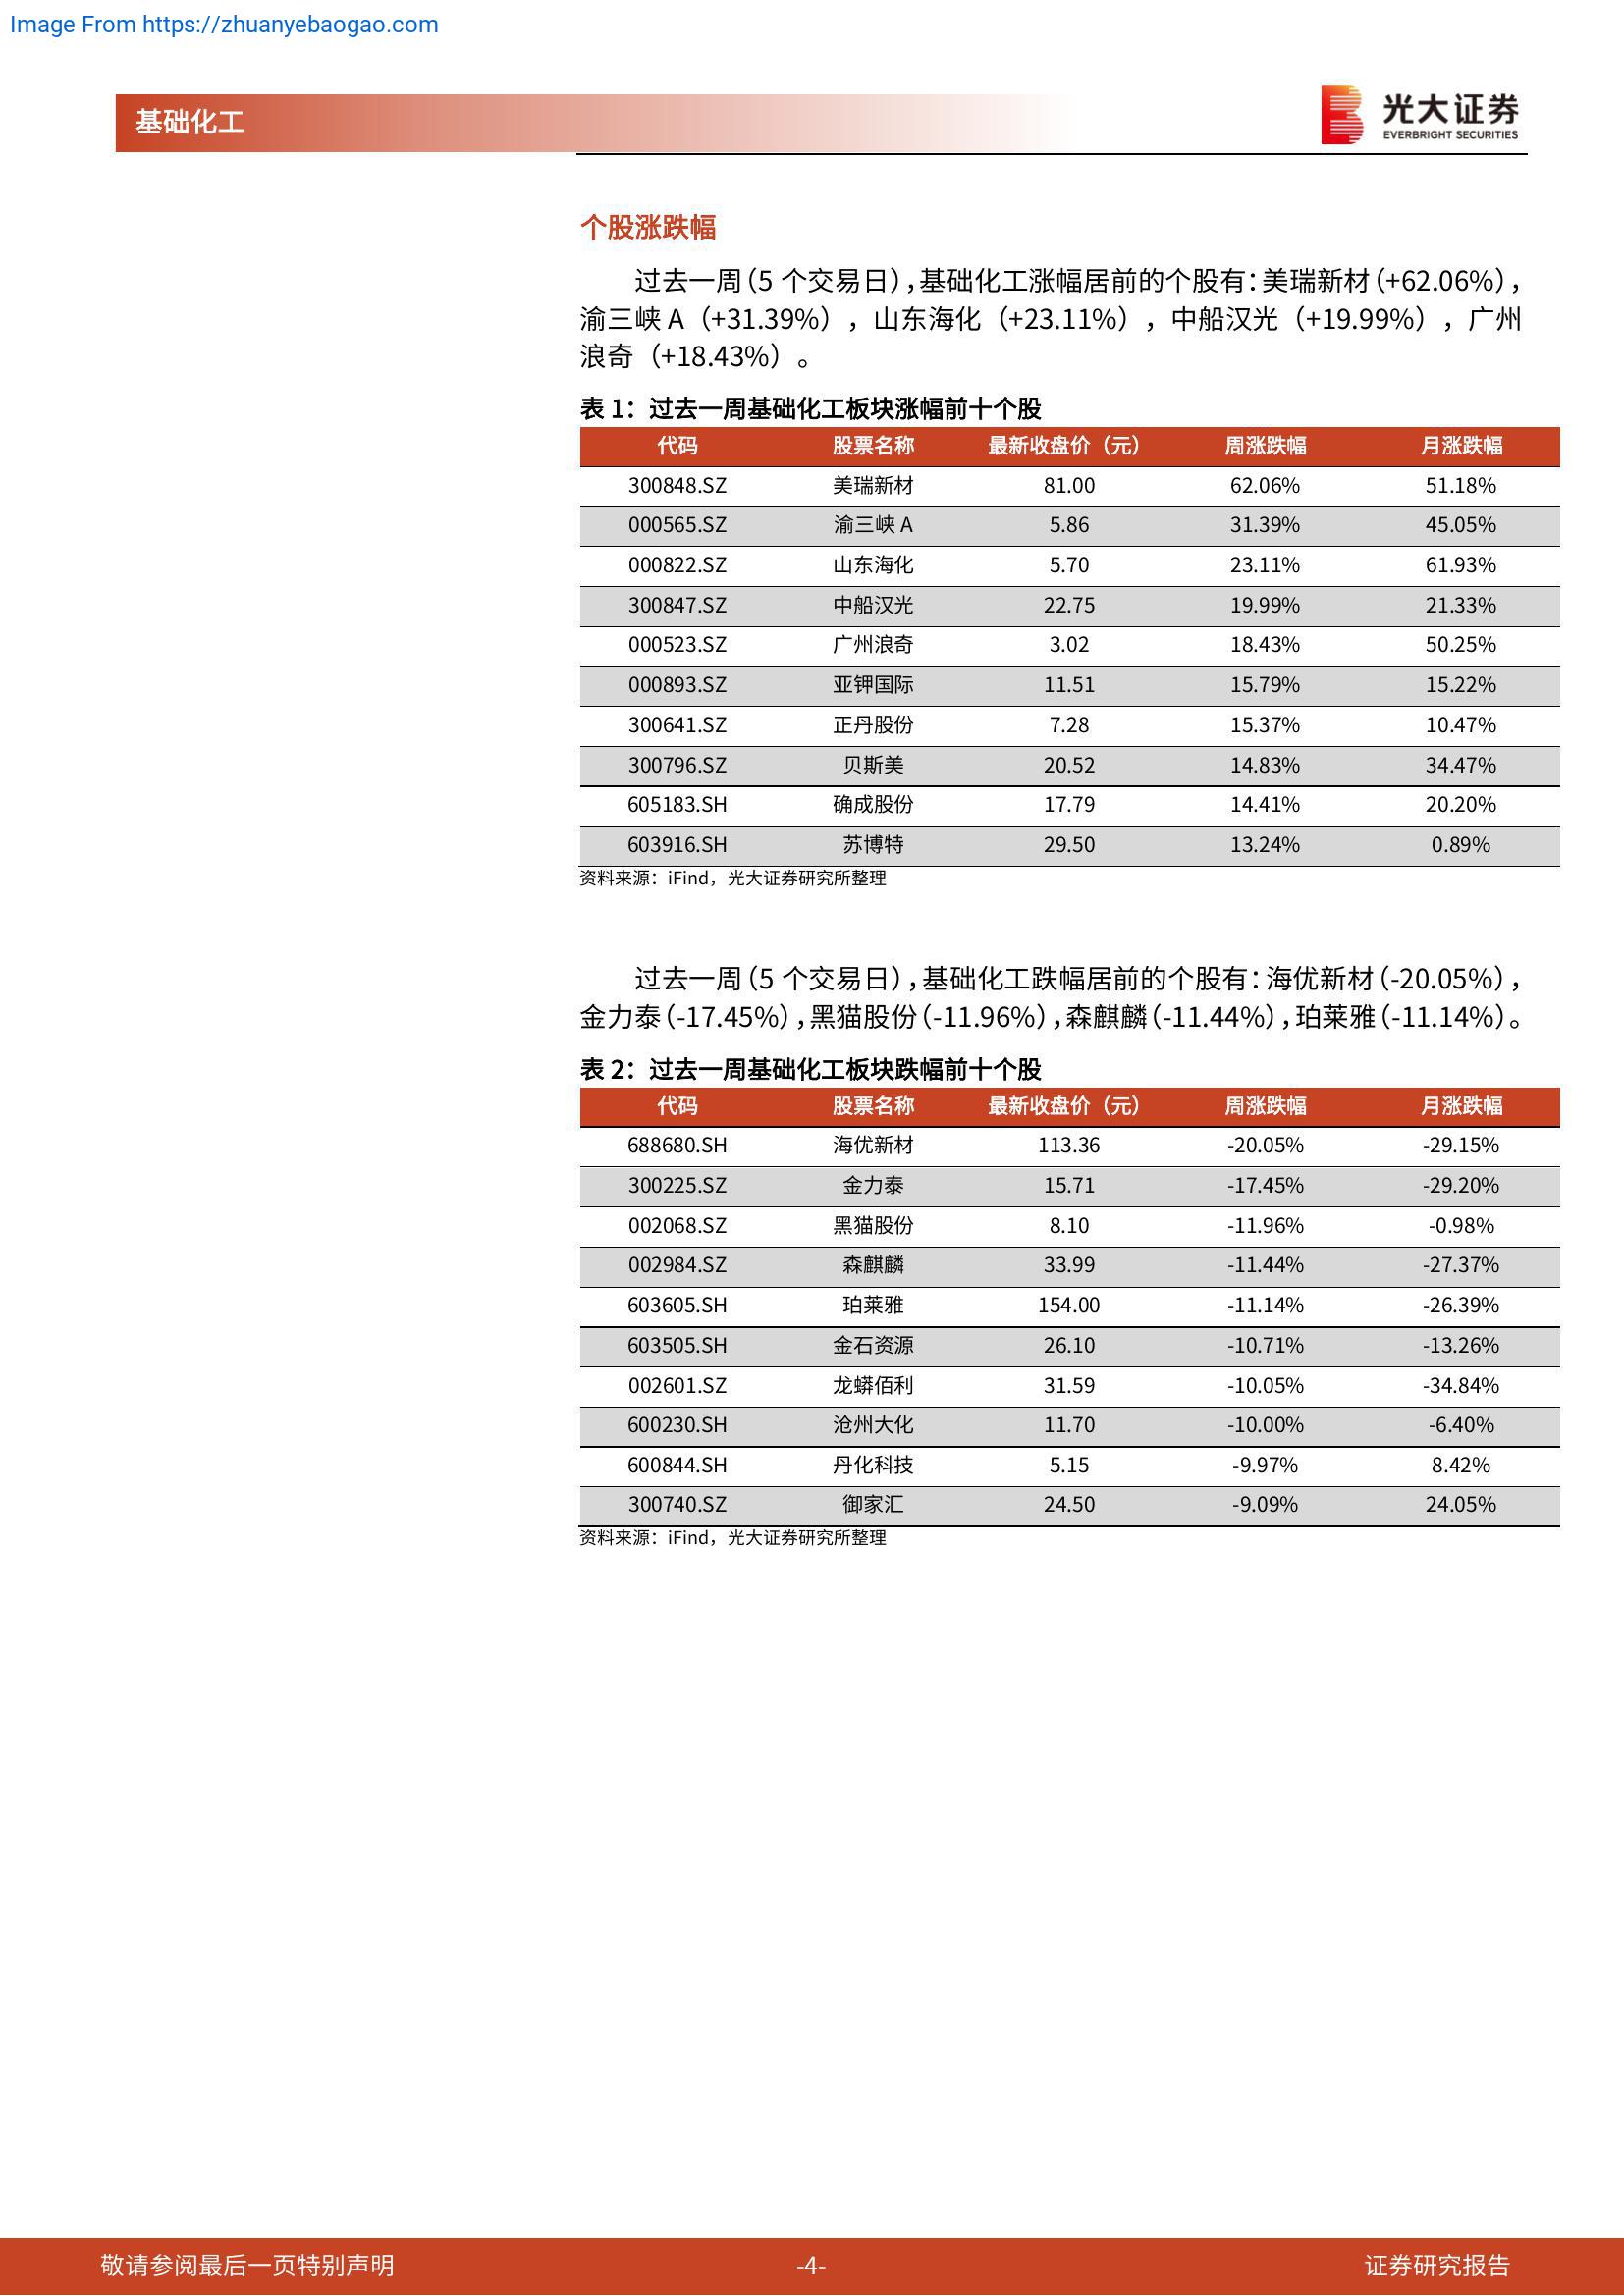 Image From https://zhuanyebaogao.com
基础化工
光大证券
EVERBRIGHT SECURITIES
个股涨跌幅
过去一周（5 个交易日），基础化工涨幅居前的个股有：美瑞新材（+62.06%），
渝三峡 A（+31.39%），山东海化（+23.11%），中船汉光（+19.99%），广州
浪奇（+18.43%）。
表 1：过去一周基础化工板块涨幅前十个股
代码 股票名称 最新收盘价（元） 周涨跌幅 月涨跌幅
300848.SZ 美瑞新材 81.00 62.06% 51.18%
000565.SZ 渝三峡 A 5.86 31.39% 45.05%
000822.SZ 山东海化 5.70 23.11% 61.93%
300847.SZ 中船汉光 22.75 19.99% 21.33%
000523.SZ 广州浪奇 3.02 18.43% 50.25%
000893.SZ 亚钾国际 11.51 15.79% 15.22%
300641.SZ 正丹股份 7.28 15.37% 10.47%
300796.SZ 贝斯美 20.52 14.83% 34.47%
605183.SH 确成股份 17.79 14.41% 20.20%
603916.SH 苏博特 29.50 13.24% 0.89%
资料来源：iFind，光大证券研究所整理
过去一周（5 个交易日），基础化工跌幅居前的个股有：海优新材（-20.05%），
金力泰（-17.45%），黑猫股份（-11.96%），森麒麟（-11.44%），珀莱雅（-11.14%）。
表 2：过去一周基础化工板块跌幅前十个股
代码 股票名称 最新收盘价（元） 周涨跌幅 月涨跌幅
688680.SH 海优新材 113.36 -20.05% -29.15%
300225.SZ 金力泰 15.71 -17.45% -29.20%
002068.SZ 黑猫股份 8.10 -11.96% -0.98%
002984.SZ 森麒麟 33.99 -11.44% -27.37%
603605.SH 珀莱雅 154.00 -11.14% -26.39%
603505.SH 金石资源 26.10 -10.71% -13.26%
002601.SZ 龙蟒佰利 31.59 -10.05% -34.84%
600230.SH 沧州大化 11.70 -10.00% -6.40%
600844.SH 丹化科技 5.15 -9.97% 8.42%
300740.SZ 御家汇 24.50 -9.09% 24.05%
资料来源：iFind，光大证券研究所整理
敬请参阅最后一页特别声明 -4- 证券研究报告